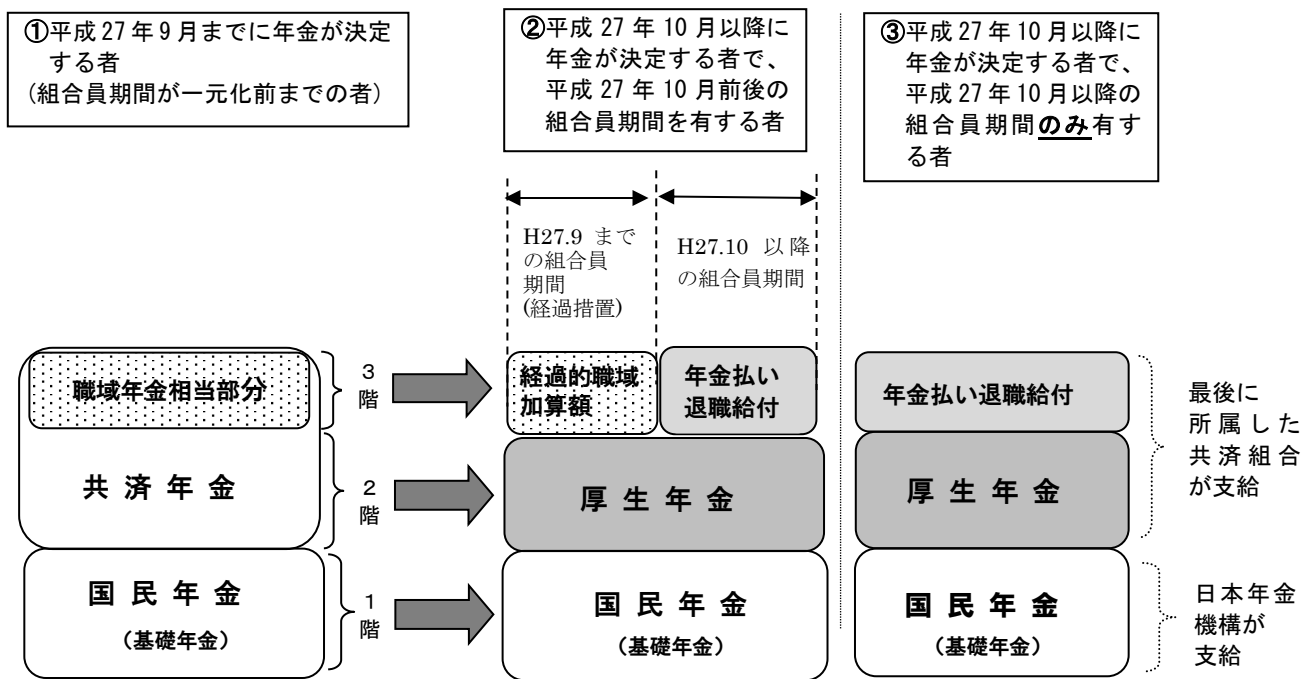 ①平成27年9月までに年金が決定
する者
(組合員期間が一元化前までの者)
②平成27年10月以降に
年金が決定する者で、
平成27年10月前後の
組合員期間を有する者
③平成27年10月以降に
年金が決定する者で、
平成27年10月以降の
組合員期間のみ有す
る者
H27.9 まで
の組合員
期間
(経過措置)
H27.10 以降
の組合員期間
職域年金相当部分
3
階
経過的職域
加算額
年金払い
退職給付
年金払い退職給付
共済年金
2
階
厚生年金
厚生年金
最後に
所属した
共済組合
が支給
国民年金
(基礎年金)
1
階
国民年金
(基礎年金)
国民年金
(基礎年金)
日本年金
機構が
支給